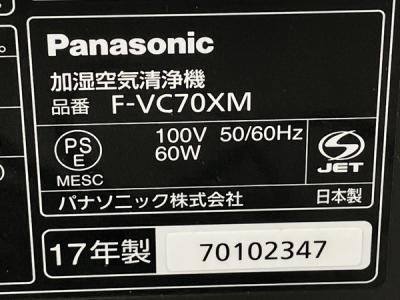 Panasonic
加湿空気清浄機
品番 F-VC70XM
PS
E
MESC
100V 50/60Hz
60W
S
JET
パナソニック株式会社
日本製
17年製 70102347